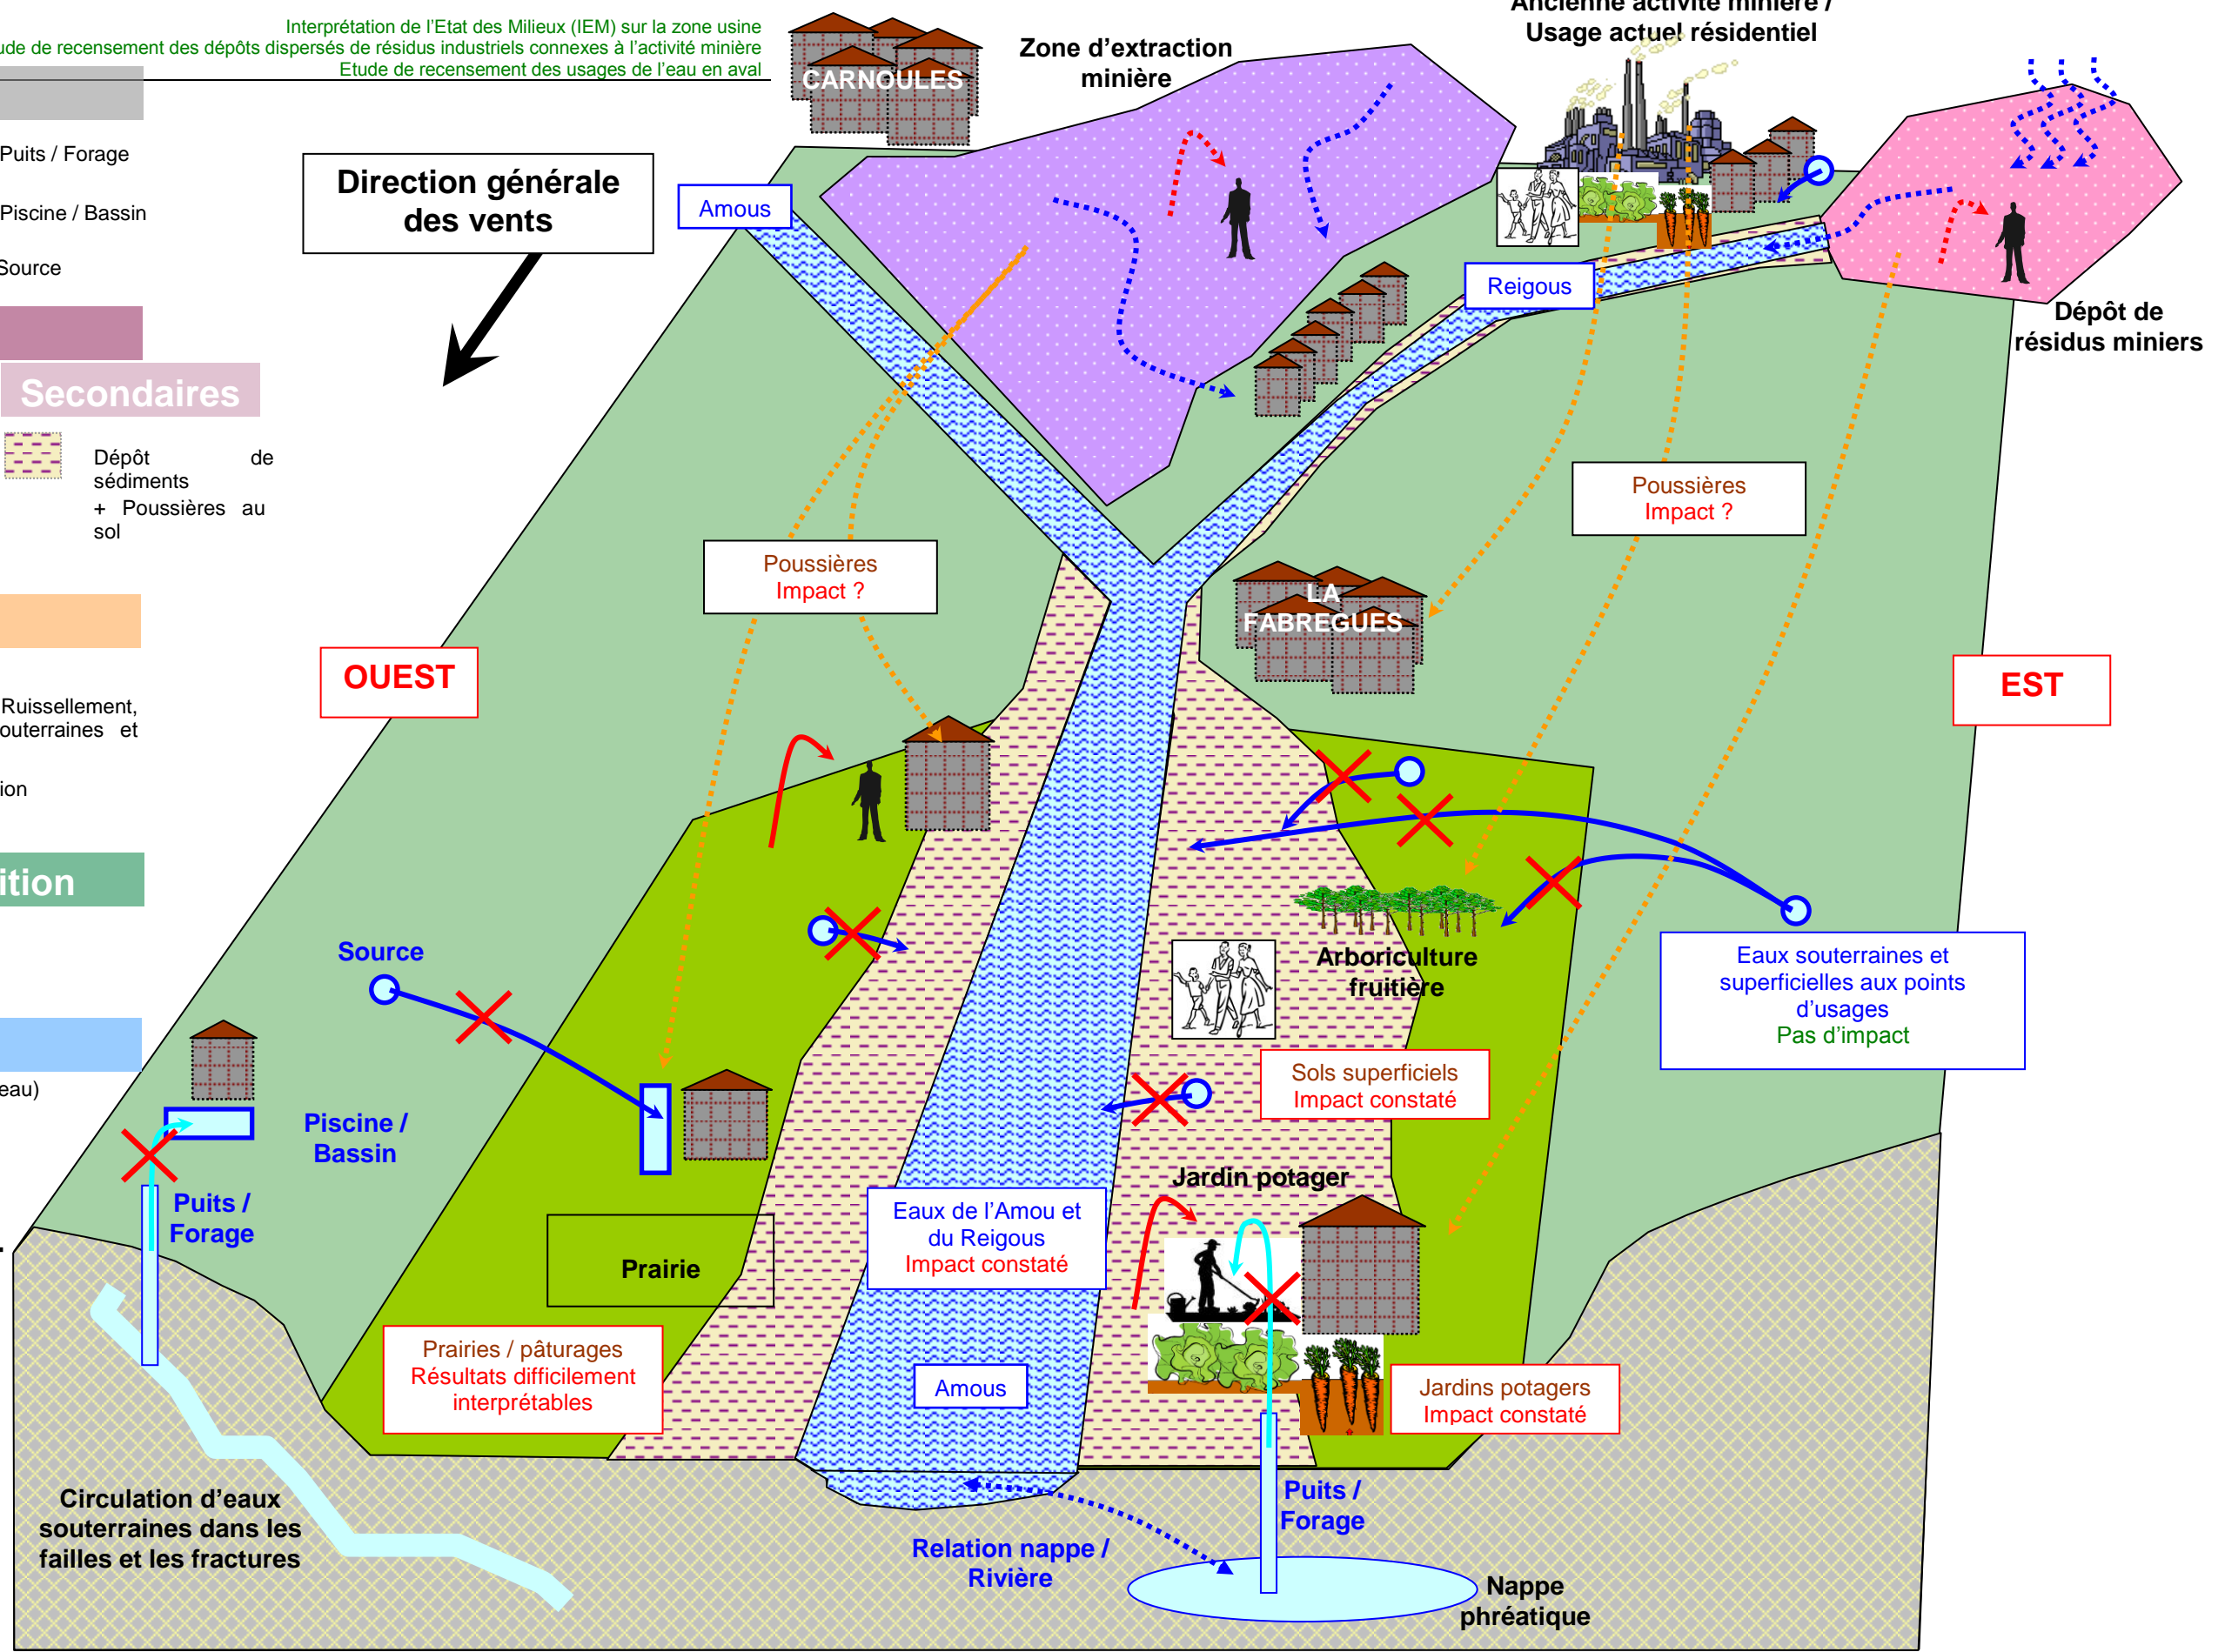 Interprétation de l'Etat des Milieux (IEM) sur la zone usine
de recensement des dépôts dispersés de résidus industriels connexes à l'activité minière
Etude de recensement des usages de l'eau en aval
Puits / Forage
Piscine / Bassin
Source
Secondaires
Dépôt de
sédiments
+ Poussières au
sol
Ruissellement,
souterraines et
Direction générale
des vents
CARNOULES
Zone d'extraction
minière
Ancienne activité minière /
Usage actuel résidentiel
Amous
Reigous
Dépôt de
résidus miniers
Poussières
Impact ?
Poussières
Impact ?
LA
FABREGUES
OUEST
EST
Source
Arboriculture
fruitière
Eaux souterraines et
superficielles aux points
d'usages
Pas d'impact
Sols superficiels
Impact constaté
Piscine /
Bassin
Puits /
Forage
Jardin potager
Prairie
Eaux de l'Amou et
du Reigous
Impact constaté
Prairies / pâturages
Résultats difficilement
interprétables
Amous
Jardins potagers
Impact constaté
Circulation d'eaux
souterraines dans les
failles et les fractures
Puits /
Forage
Relation nappe /
Rivière
Nappe
phréatique